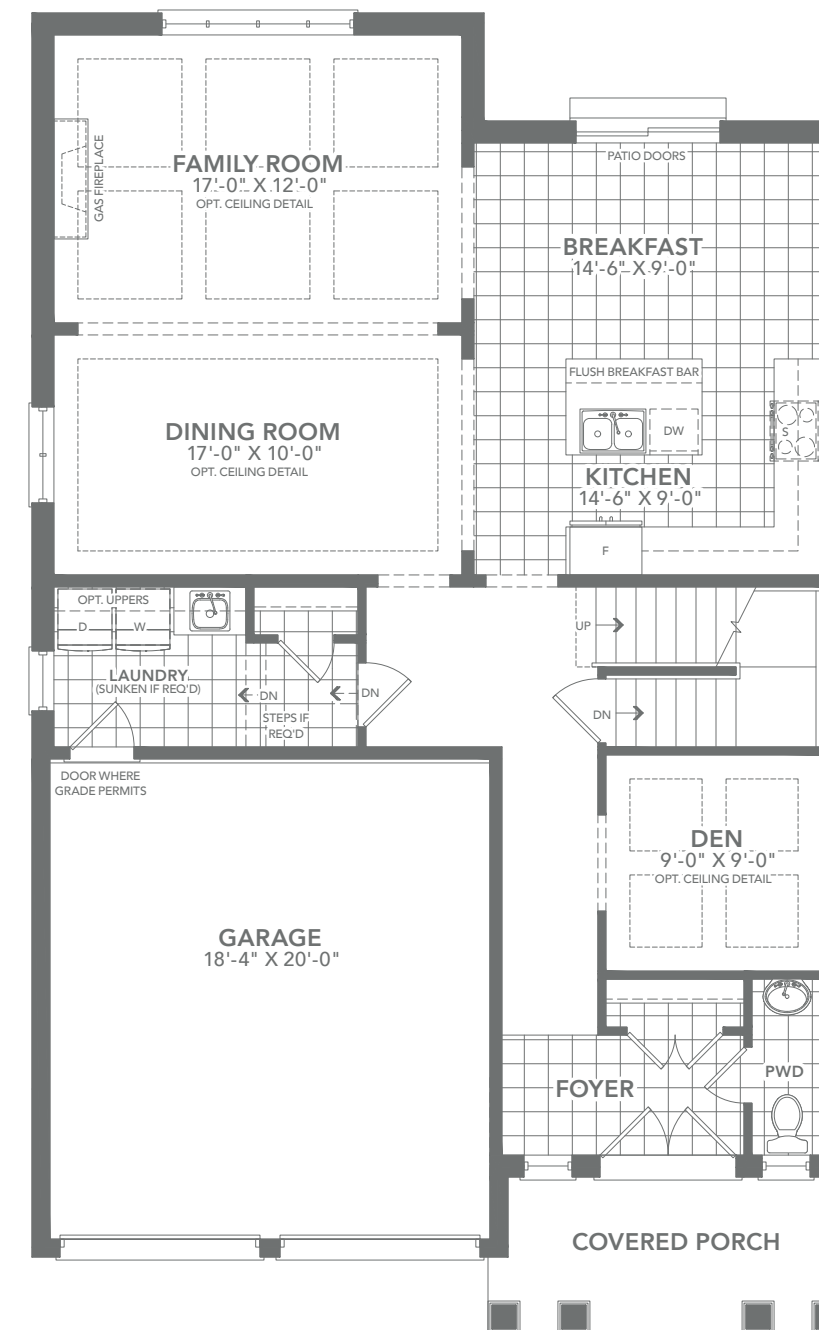 GAS FIREPLACE
FAMILY ROOM
17'-0" X 12'-0"
OPT. CEILING DETAIL
PATIO DOORS
BREAKFAST
14'-6" X 9'-0"
FLUSH BREAKFAST BAR
DW
S
KITCHEN
14'-6" X 9'-0"
F
DINING ROOM
17'-0" X 10'-0"
OPT. CEILING DETAIL
OPT. UPPERS
D
W
LAUNDRY
(SUNKEN IF REQ'D)
DN
DN
STEPS IF
REQ'D
UP
DN
DOOR WHERE
GRADE PERMITS
DEN
9'-0" X 9'-0"
OPT. CEILING DETAIL
GARAGE
18'-4" X 20'-0"
FOYER
PWD
COVERED PORCH